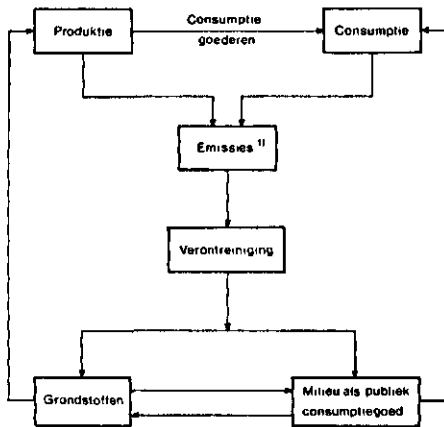 Produktie
Consumptie
goederen
Consumptie
Emissies 1)
Verontreiniging
Grondstoffen
Milieu als publiek
consumptiegoed